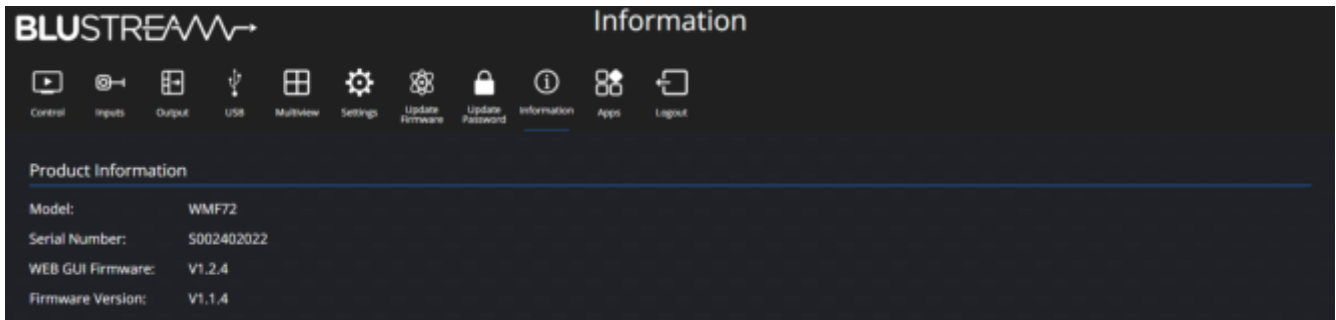 BLUSTREAM
Information
Control Inputs Output USB Multiview Settings Update Firmware Update Password Information Apps Logout
Product Information
Model: WMF72
Serial Number: S002402022
WEB GUI Firmware: V1.2.4
Firmware Version: V1.1.4